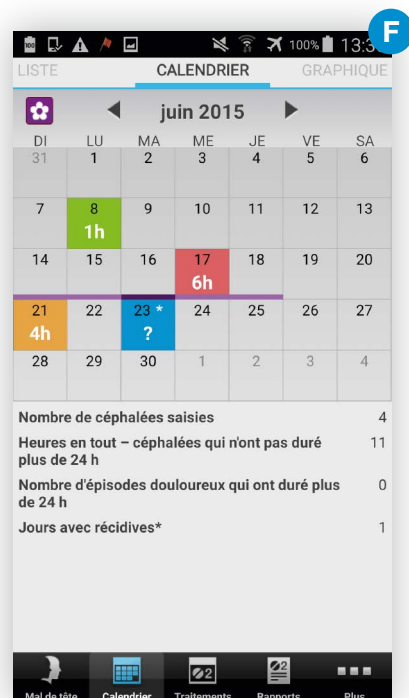 F
100% 13:3
LISTE CALENDRIER GRAPHIQUE
juin 2015
DI LU MA ME JE VE SA
31 1 2 3 4 5 6
7 8 9 10 11 12 13
1h
14 15 16 17 18 19 20
6h
21 22 23 * 24 25 26 27
4h ?
28 29 30 1 2 3 4
Nombre de céphalées saisies 4
Heures en tout – céphalées qui n'ont pas duré 11
plus de 24 h
Nombre d'épisodes douloureux qui ont duré plus 0
de 24 h
Jours avec récidives* 1
Mal de tête Calendrier Traitements Rapports Plus